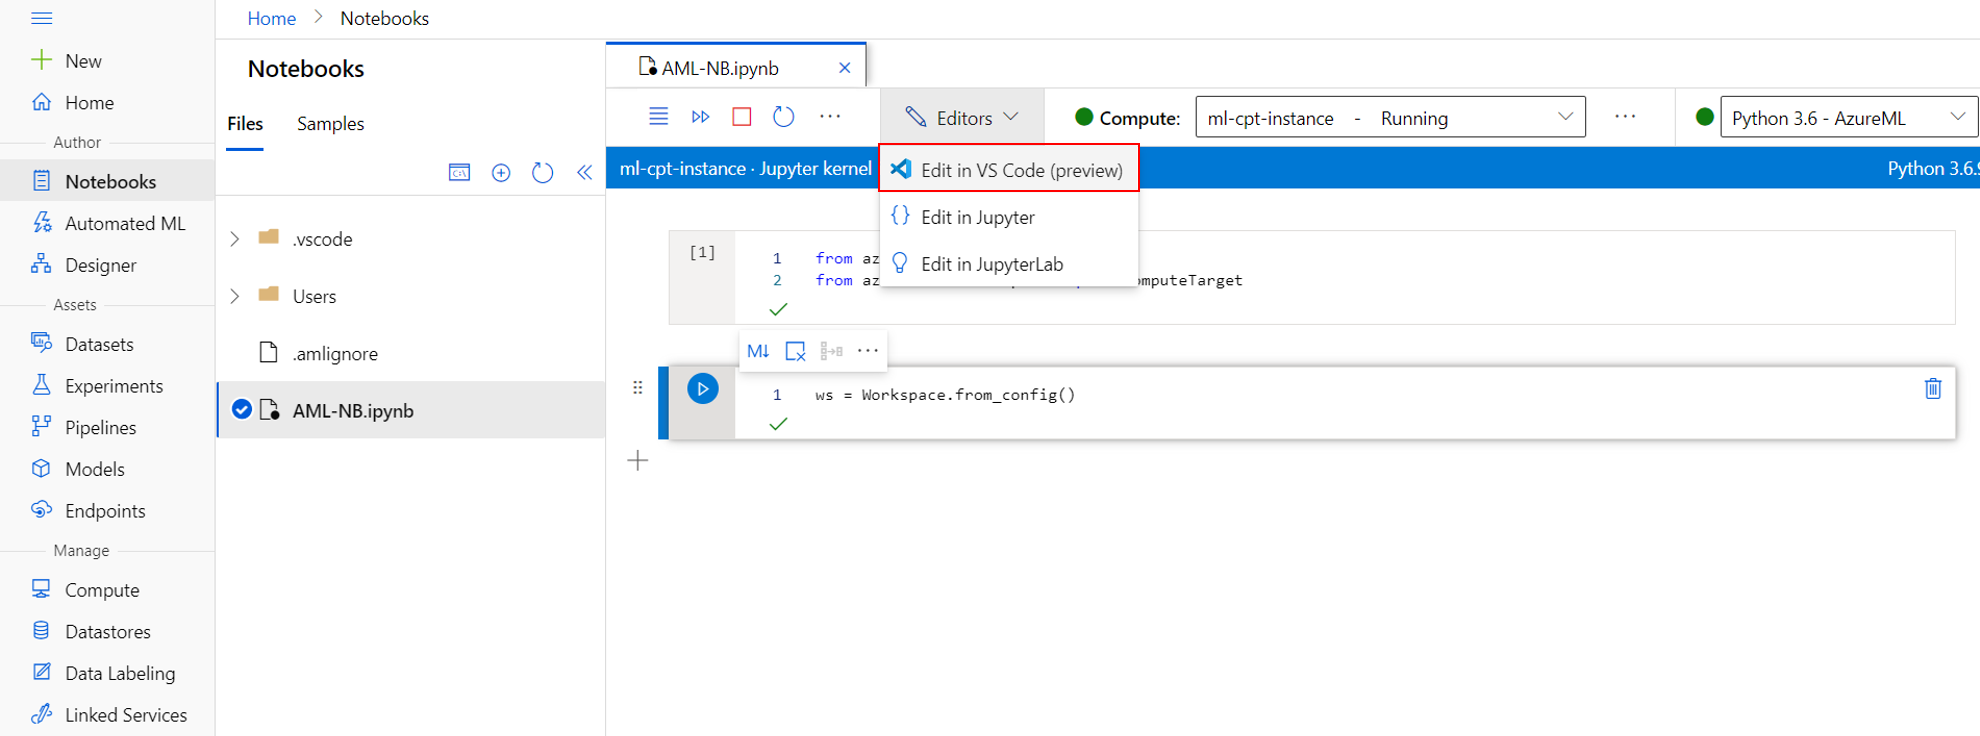 Home > Notebooks
New
Home
Author
Notebooks
Automated ML
Designer
Assets
Datasets
Experiments
Pipelines
Models
Endpoints
Manage
Compute
Datastores
Data Labeling
Linked Services
Notebooks
Files Samples
.vscode
Users
.amlignore
AML-NB.ipynb
AML-NB.ipynb
Editors
Compute: ml-cpt-instance - Running
Python 3.6 - AzureML
ml-cpt-instance · Jupyter kernel
Python 3.6.
Edit in VS Code (preview)
Edit in Jupyter
Edit in JupyterLab
[1]
1 from az
2 from az omputeTarget
M↓
1 ws = Workspace.from_config()